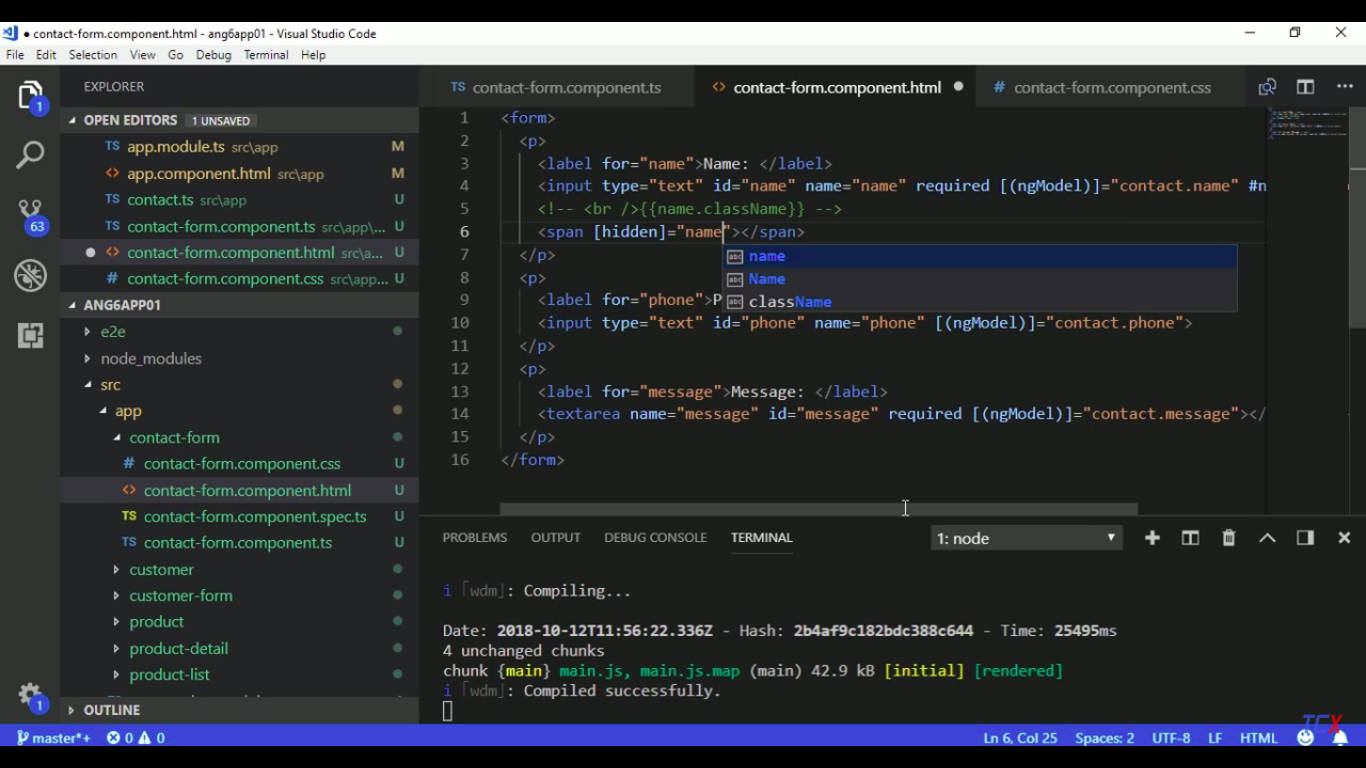 contact-form.component.html - ang6app01 - Visual Studio Code
File Edit Selection View Go Debug Terminal Help
EXPLORER
OPEN EDITORS 1 UNSAVED
TS app.module.ts src\app M
<> app.component.html src\app M
TS contact.ts src\app U
TS contact-form.component.ts src\app\... U
<> contact-form.component.html src\a... U
# contact-form.component.css src\app... U
ANG6APP01
e2e
node_modules
src
app
contact-form
# contact-form.component.css U
<> contact-form.component.html U
TS contact-form.component.spec.ts U
TS contact-form.component.ts U
customer
customer-form
product
product-detail
product-list
OUTLINE
1
63
1
TS contact-form.component.ts <> contact-form.component.html # contact-form.component.css
1 <form>
2 <p>
3 <label for="name">Name: </label>
4 <input type="text" id="name" name="name" required [(ngModel)]="contact.name" #n
5 <!-- <br />{{name.className}} -->
6 <span [hidden]="name"></span>
7 </p>
8 <p>
9 <label for="phone">P
10 <input type="text" id="phone" name="phone" [(ngModel)]="contact.phone">
11 </p>
12 <p>
13 <label for="message">Message: </label>
14 <textarea name="message" id="message" required [(ngModel)]="contact.message"></
15 </p>
16 </form>
abc name
abc Name
abc className
PROBLEMS OUTPUT DEBUG CONSOLE TERMINAL 1: node
i ｢wdm｣: Compiling...
Date: 2018-10-12T11:56:22.336Z - Hash: 2b4af9c182bdc388c644 - Time: 25495ms
4 unchanged chunks
chunk {main} main.js, main.js.map (main) 42.9 kB [initial] [rendered]
i ｢wdm｣: Compiled successfully.
TCX
master*+ 0 0 Ln 6, Col 25 Spaces: 2 UTF-8 LF HTML